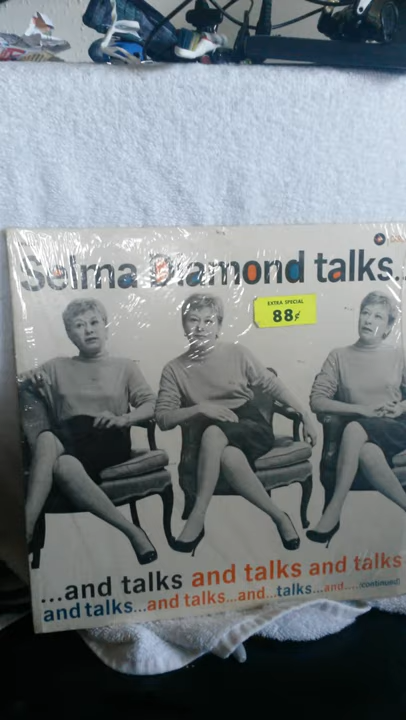 Selma Diamond talks..
EXTRA SPECIAL
88¢
...and talks and talks and talks
and talks...and talks...and...talks...and....(continued)